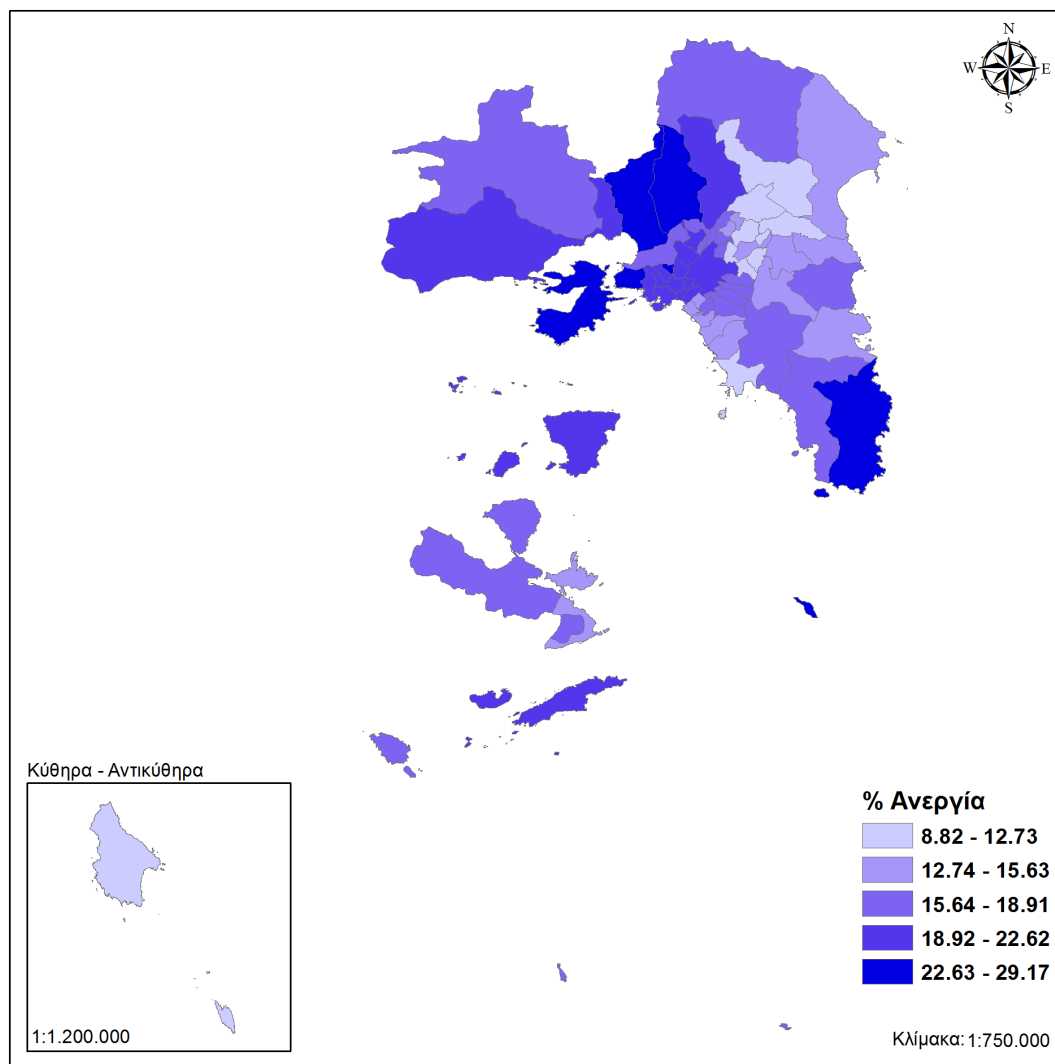 N
W E
S
Κύθηρα - Αντικύθηρα
1:1.200.000
% Ανεργία
8.82 - 12.73
12.74 - 15.63
15.64 - 18.91
18.92 - 22.62
22.63 - 29.17
Κλίμακα: 1:750.000